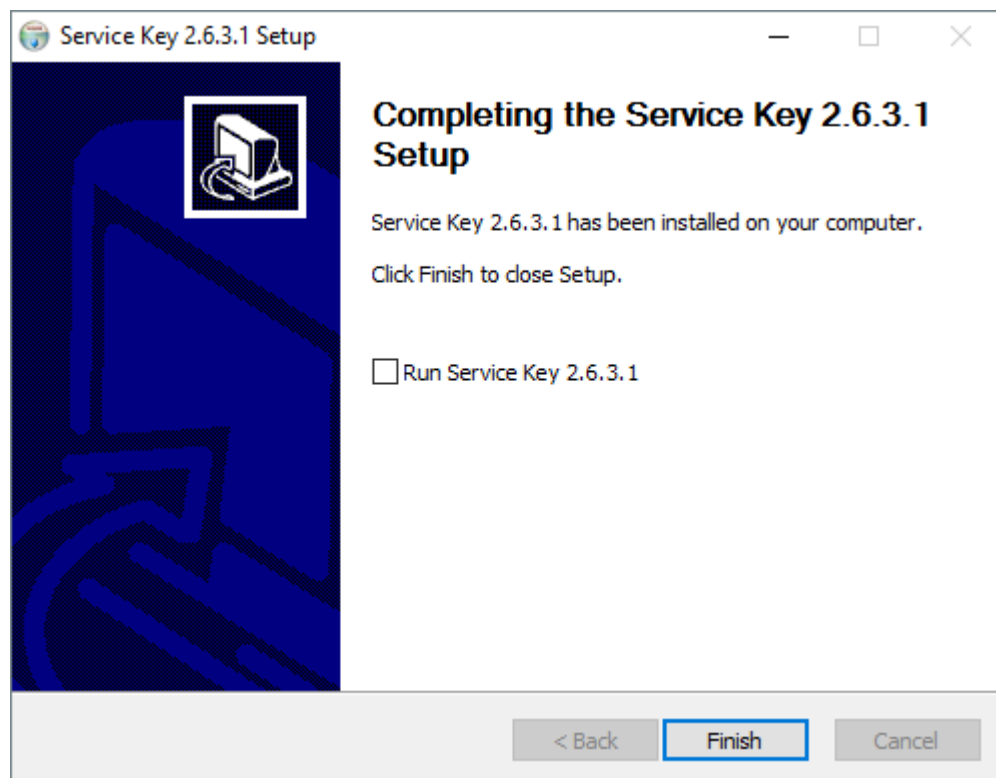 Service Key 2.6.3.1 Setup
Completing the Service Key 2.6.3.1
Setup
Service Key 2.6.3.1 has been installed on your computer.
Click Finish to close Setup.
Run Service Key 2.6.3.1
< Back
Finish
Cancel